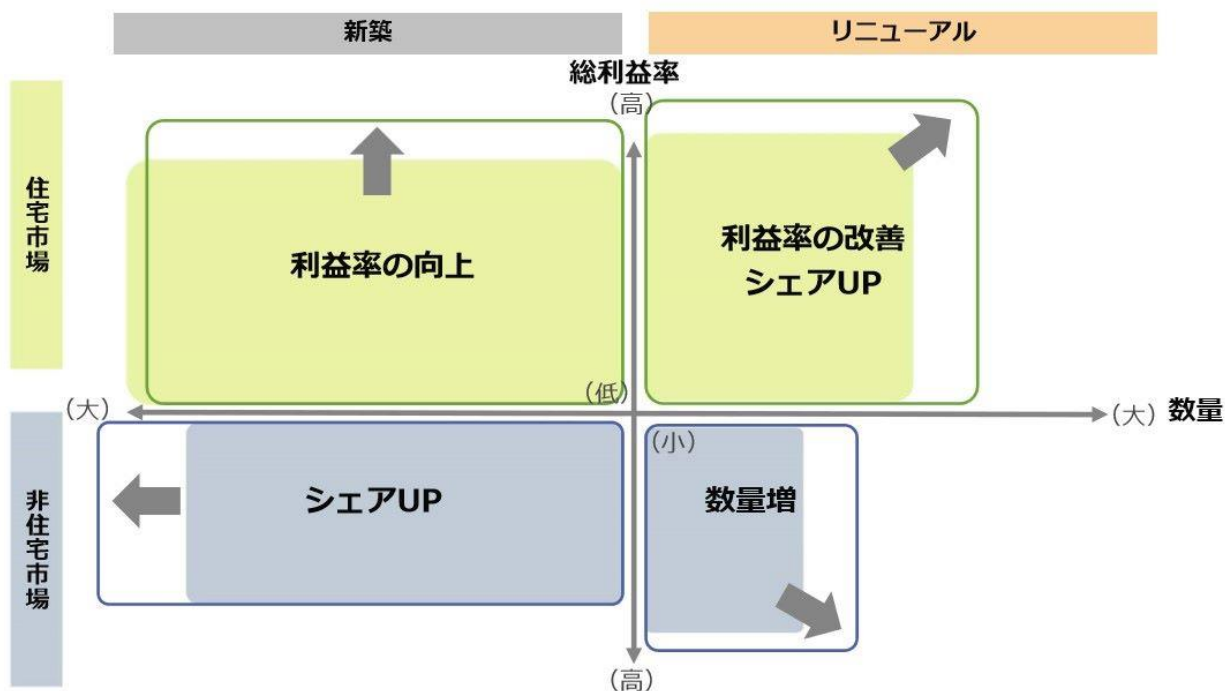 新築
リニューアル
総利益率
（高）
住宅市場
利益率の向上
利益率の改善
シェアUP
（低）
（大）
（大）
数量
（小）
非住宅市場
シェアUP
数量増
（高）